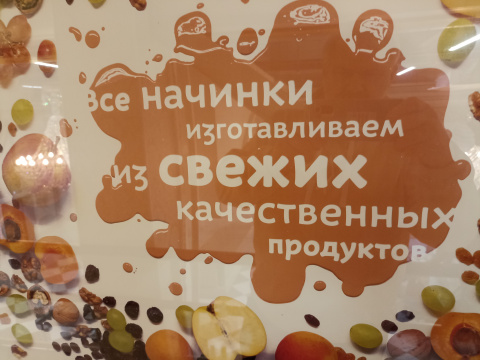 все начинки
изготавливаем
из свежих
качественных
продуктов